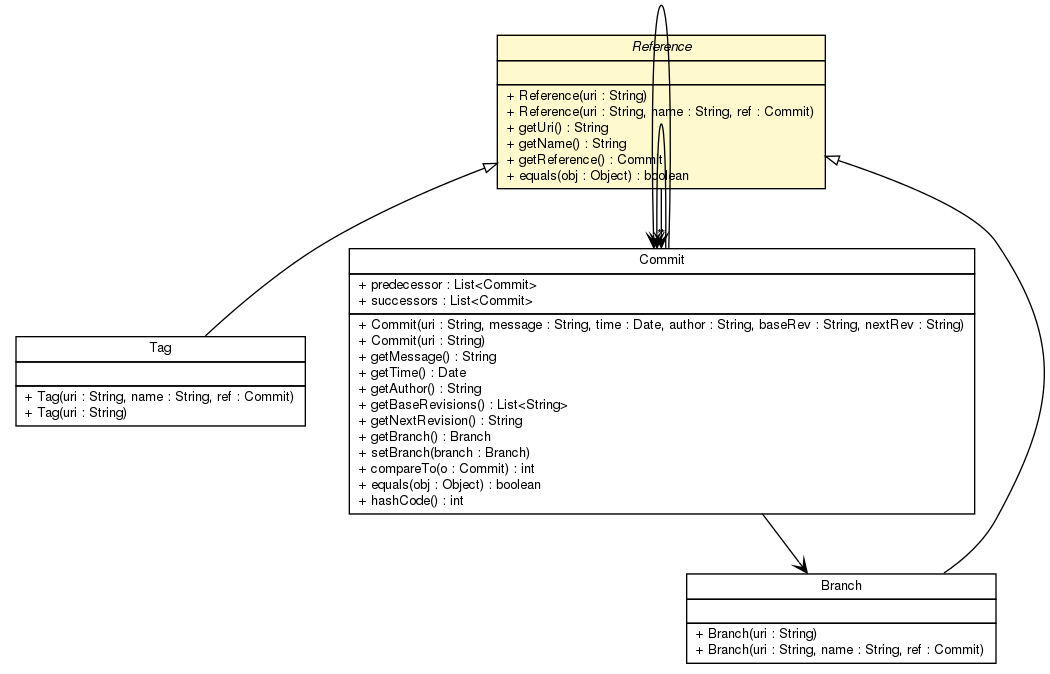 Reference
+ Reference(uri : String)
+ Reference(uri : String, name : String, ref : Commit)
+ getUri() : String
+ getName() : String
+ getReference() : Commit
+ equals(obj : Object) : boolean
Commit
+ predecessor : List<Commit>
+ successors : List<Commit>
+ Commit(uri : String, message : String, time : Date, author : String, baseRev : String, nextRev : String)
+ Commit(uri : String)
+ getMessage() : String
+ getTime() : Date
+ getAuthor() : String
+ getBaseRevisions() : List<String>
+ getNextRevision() : String
+ getBranch() : Branch
+ setBranch(branch : Branch)
+ compareTo(o : Commit) : int
+ equals(obj : Object) : boolean
+ hashCode() : int
Tag
+ Tag(uri : String, name : String, ref : Commit)
+ Tag(uri : String)
Branch
+ Branch(uri : String)
+ Branch(uri : String, name : String, ref : Commit)